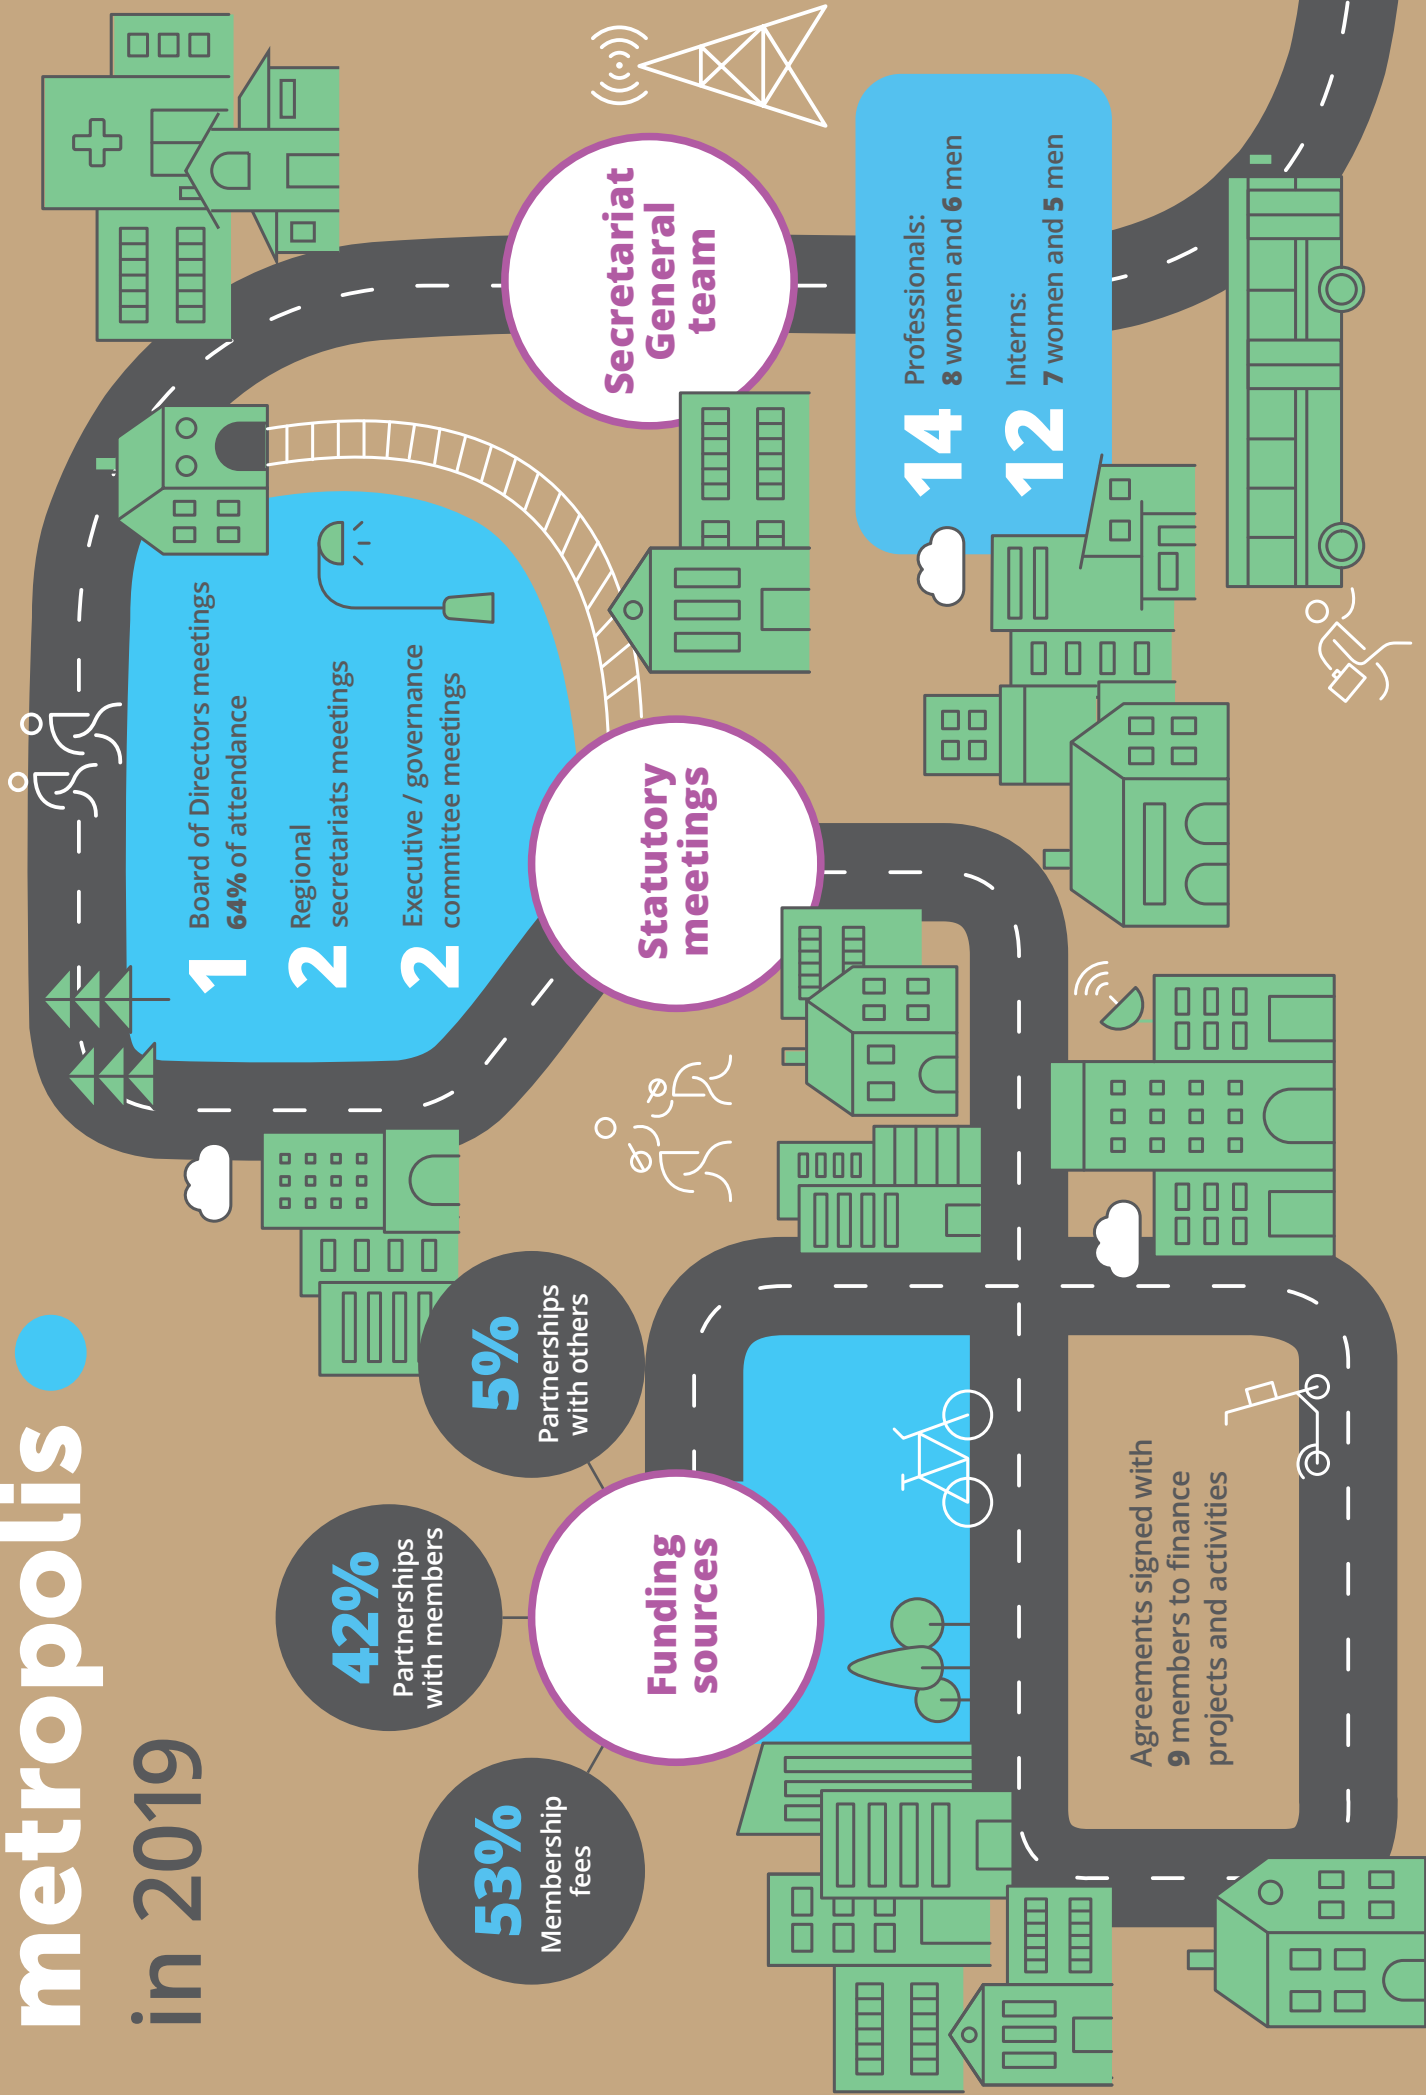 metropolis
in 2019
53%
Membership
fees
42%
Partnerships
with members
5%
Partnerships
with others
Funding
sources
Agreements signed with
9 members to finance
projects and activities
1
Board of Directors meetings
64% of attendance
2
Regional
secretariats meetings
2
Executive / governance
committee meetings
Statutory
meetings
Secretariat
General
team
14
Professionals:
8 women and 6 men
12
Interns:
7 women and 5 men